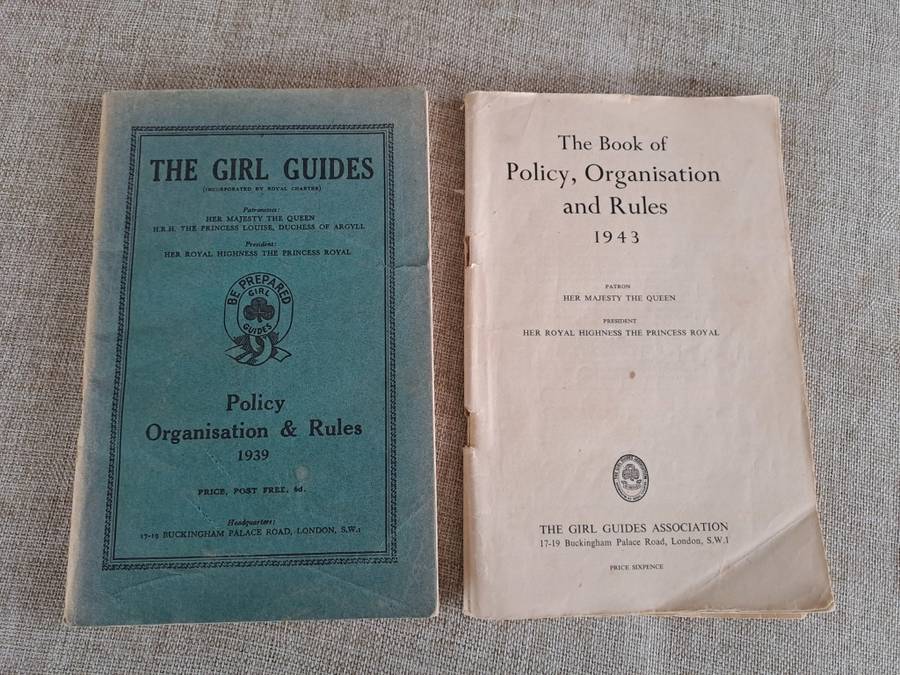 THE GIRL GUIDES
(INCORPORATED BY ROYAL CHARTER)
Patronesses:
HER MAJESTY THE QUEEN
H.R.H. THE PRINCESS LOUISE, DUCHESS OF ARGYLL
President:
HER ROYAL HIGHNESS THE PRINCESS ROYAL
BE PREPARED
GIRL
GUIDES
Policy
Organisation & Rules
1939
PRICE, POST FREE, 6d.
Headquarters:
17-19 BUCKINGHAM PALACE ROAD, LONDON, S.W.1
The Book of
Policy, Organisation
and Rules
1943
PATRON
HER MAJESTY THE QUEEN
PRESIDENT
HER ROYAL HIGHNESS THE PRINCESS ROYAL
THE GIRL GUIDES ASSOCIATION
17-19 Buckingham Palace Road, London, S.W.1
PRICE SIXPENCE